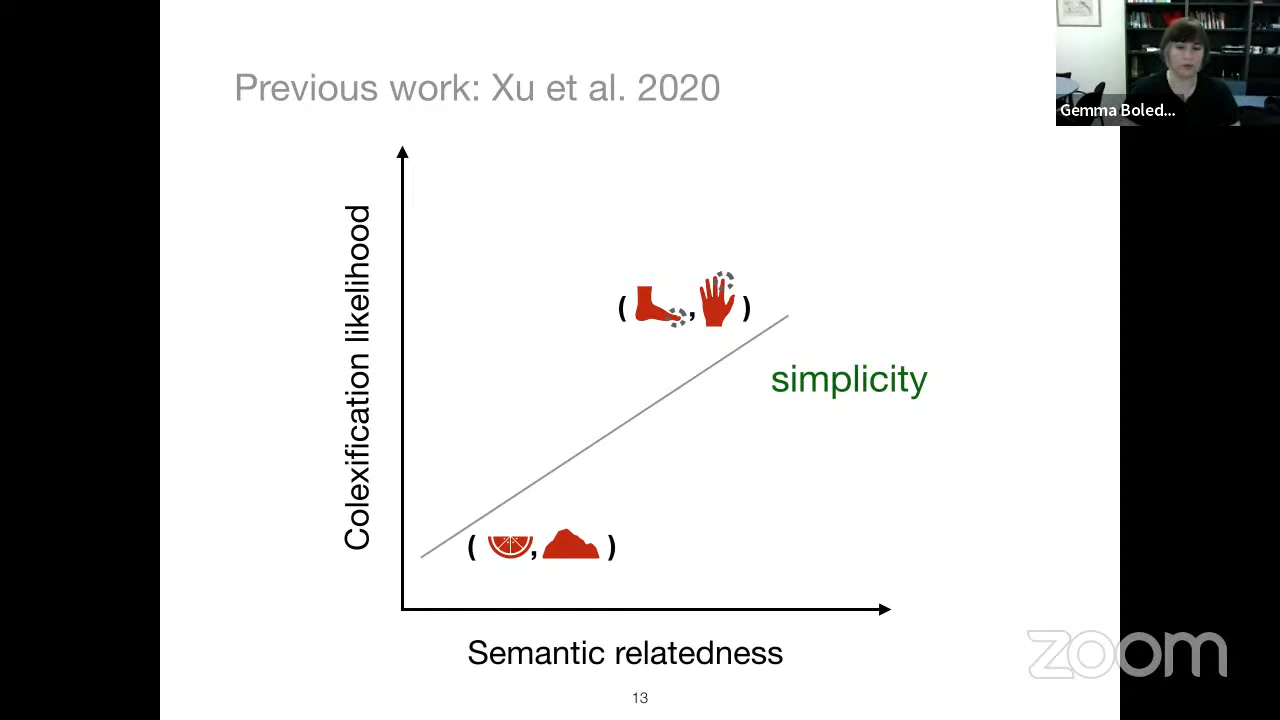 Previous work: Xu et al. 2020
Gemma Boled...
Colexification likelihood
( , )
simplicity
( , )
Semantic relatedness
zoom
13